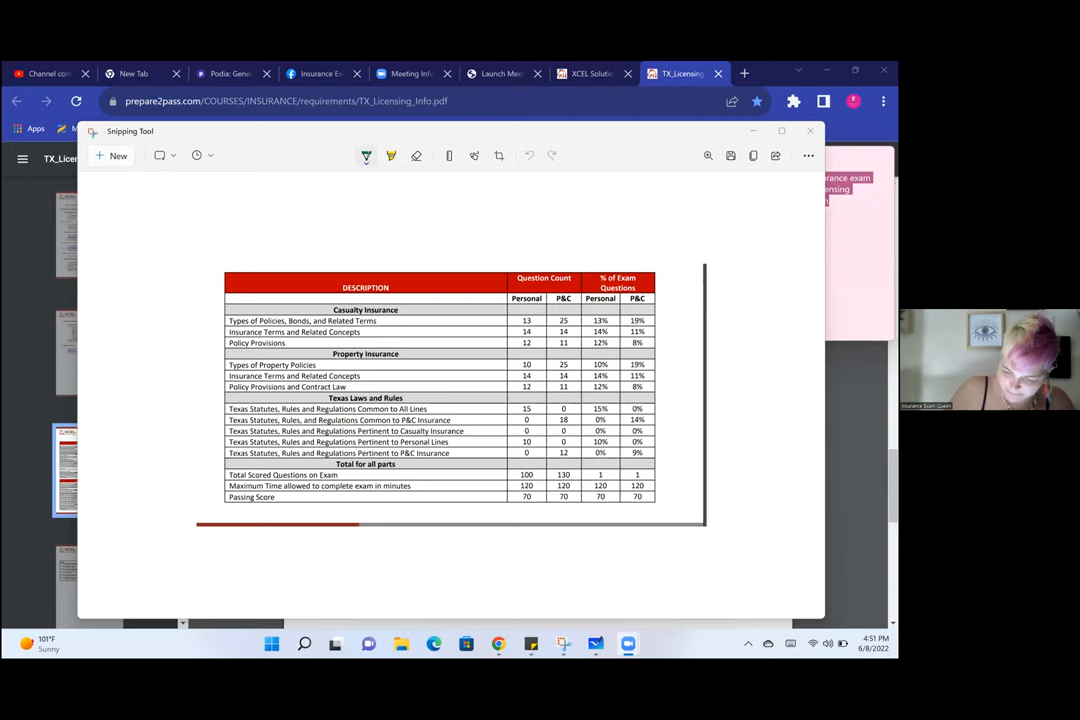 Channel con
New Tab
Podia: Gene
Insurance Ex
Meeting Info
Launch Mee
XCEL Soluti
TX_Licensing
prepare2pass.com/COURSES/INSURANCE/requirements/TX_Licensing_Info.pdf
Apps
M
TX_Lice
Snipping Tool
New
urance exam
ensing
DESCRIPTION Question Count % of Exam Questions
Personal P&C Personal P&C
Casualty Insurance
Types of Policies, Bonds, and Related Terms 13 25 13% 19%
Insurance Terms and Related Concepts 14 14 14% 11%
Policy Provisions 12 11 12% 8%
Property Insurance
Types of Property Policies 10 25 10% 19%
Insurance Terms and Related Concepts 14 14 14% 11%
Policy Provisions and Contract Law 12 11 12% 8%
Texas Laws and Rules
Texas Statutes, Rules and Regulations Common to All Lines 15 0 15% 0%
Texas Statutes, Rules, and Regulations Common to P&C Insurance 0 18 0% 14%
Texas Statutes, Rules and Regulations Pertinent to Casualty Insurance 0 0 0% 0%
Texas Statutes, Rules and Regulations Pertinent to Personal Lines 10 0 10% 0%
Texas Statutes, Rules and Regulations Pertinent to P&C Insurance 0 12 0% 9%
Total for all parts
Total Scored Questions on Exam 100 130 1 1
Maximum Time allowed to complete exam in minutes 120 120 120 120
Passing Score 70 70 70 70
Insurance Exam Queen
101°F
Sunny
4:51 PM
6/8/2022